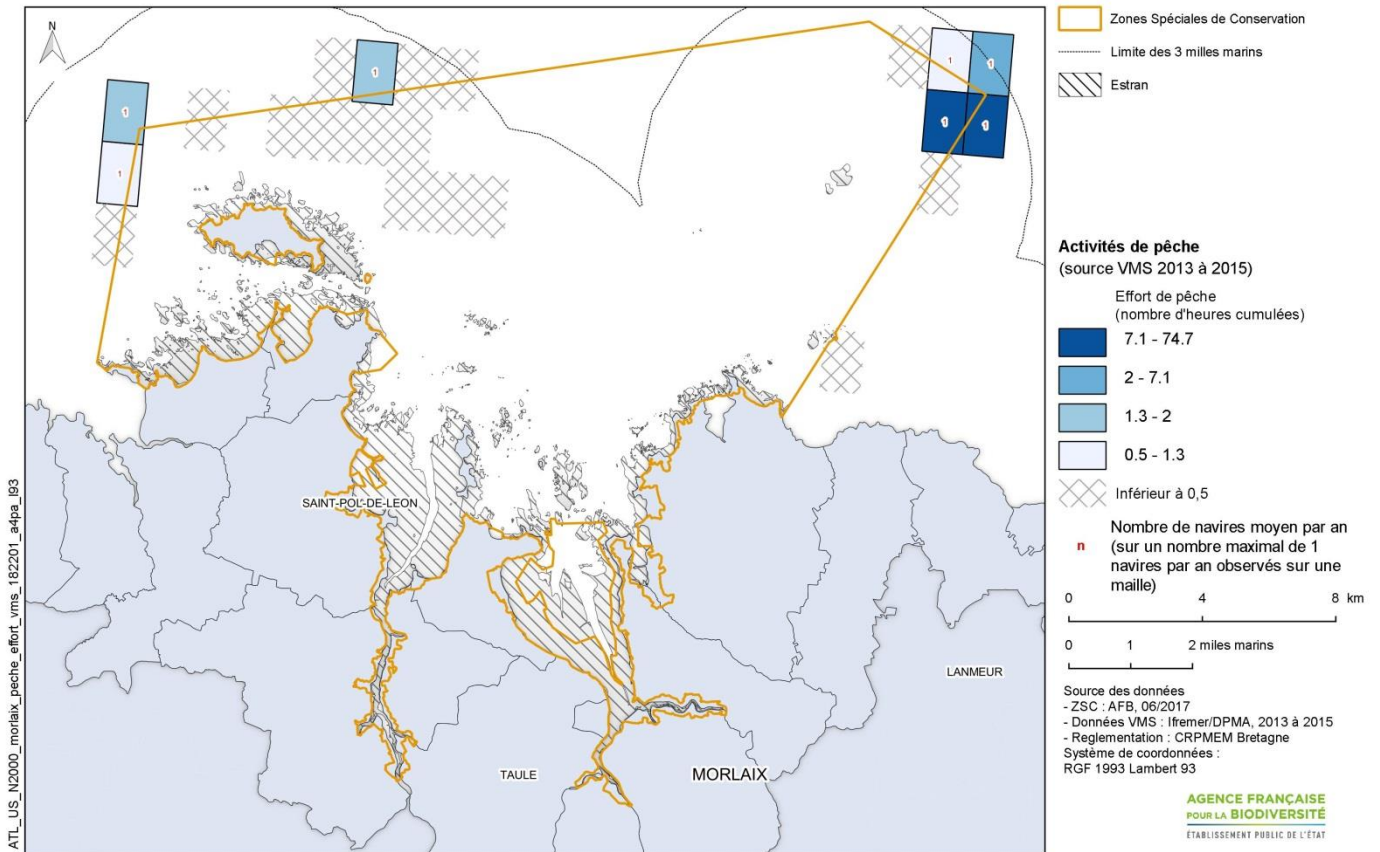 N
1
1
1
1
1
1
1
SAINT-POL-DE-LEON
TAULE
MORLAIX
LANMEUR
ATL_US_N2000_morlaix_peche_effort_vms_182201_a4pa_l93
Zones Spéciales de Conservation
Limite des 3 milles marins
Estran
Activités de pêche
(source VMS 2013 à 2015)
Effort de pêche
(nombre d'heures cumulées)
7.1 - 74.7
2 - 7.1
1.3 - 2
0.5 - 1.3
Inférieur à 0,5
n
Nombre de navires moyen par an
(sur un nombre maximal de 1
navires par an observés sur une
maille)
0 4 8 km
0 1 2 miles marins
Source des données
- ZSC : AFB, 06/2017
- Données VMS : Ifremer/DPMA, 2013 à 2015
- Reglementation : CRPMEM Bretagne
Système de coordonnées :
RGF 1993 Lambert 93
AGENCE FRANÇAISE
POUR LA BIODIVERSITÉ
ÉTABLISSEMENT PUBLIC DE L'ÉTAT